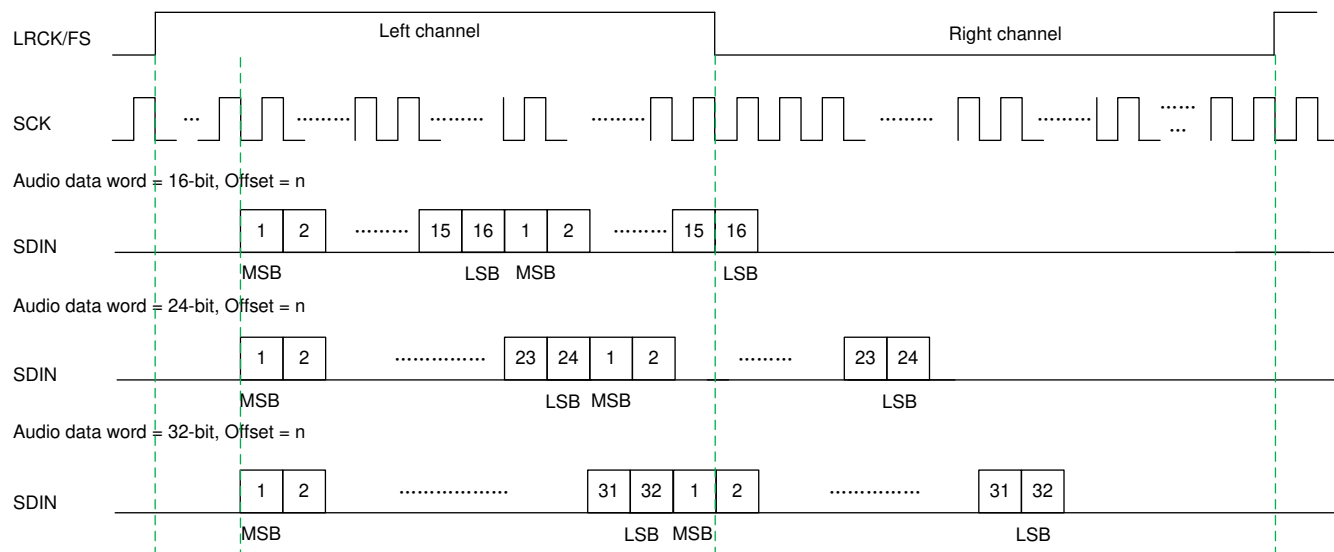 LRCK/FS
Left channel
Right channel
SCK
... ......... ......... ......... ......... ......... ...... ...
Audio data word = 16-bit, Offset = n
SDIN
1 2 ......... 15 16 1 2 ......... 15 16
MSB LSB MSB LSB
Audio data word = 24-bit, Offset = n
SDIN
1 2 ............... 23 24 1 2 ......... 23 24
MSB LSB MSB LSB
Audio data word = 32-bit, Offset = n
SDIN
1 2 .................. 31 32 1 2 ............... 31 32
MSB LSB MSB LSB